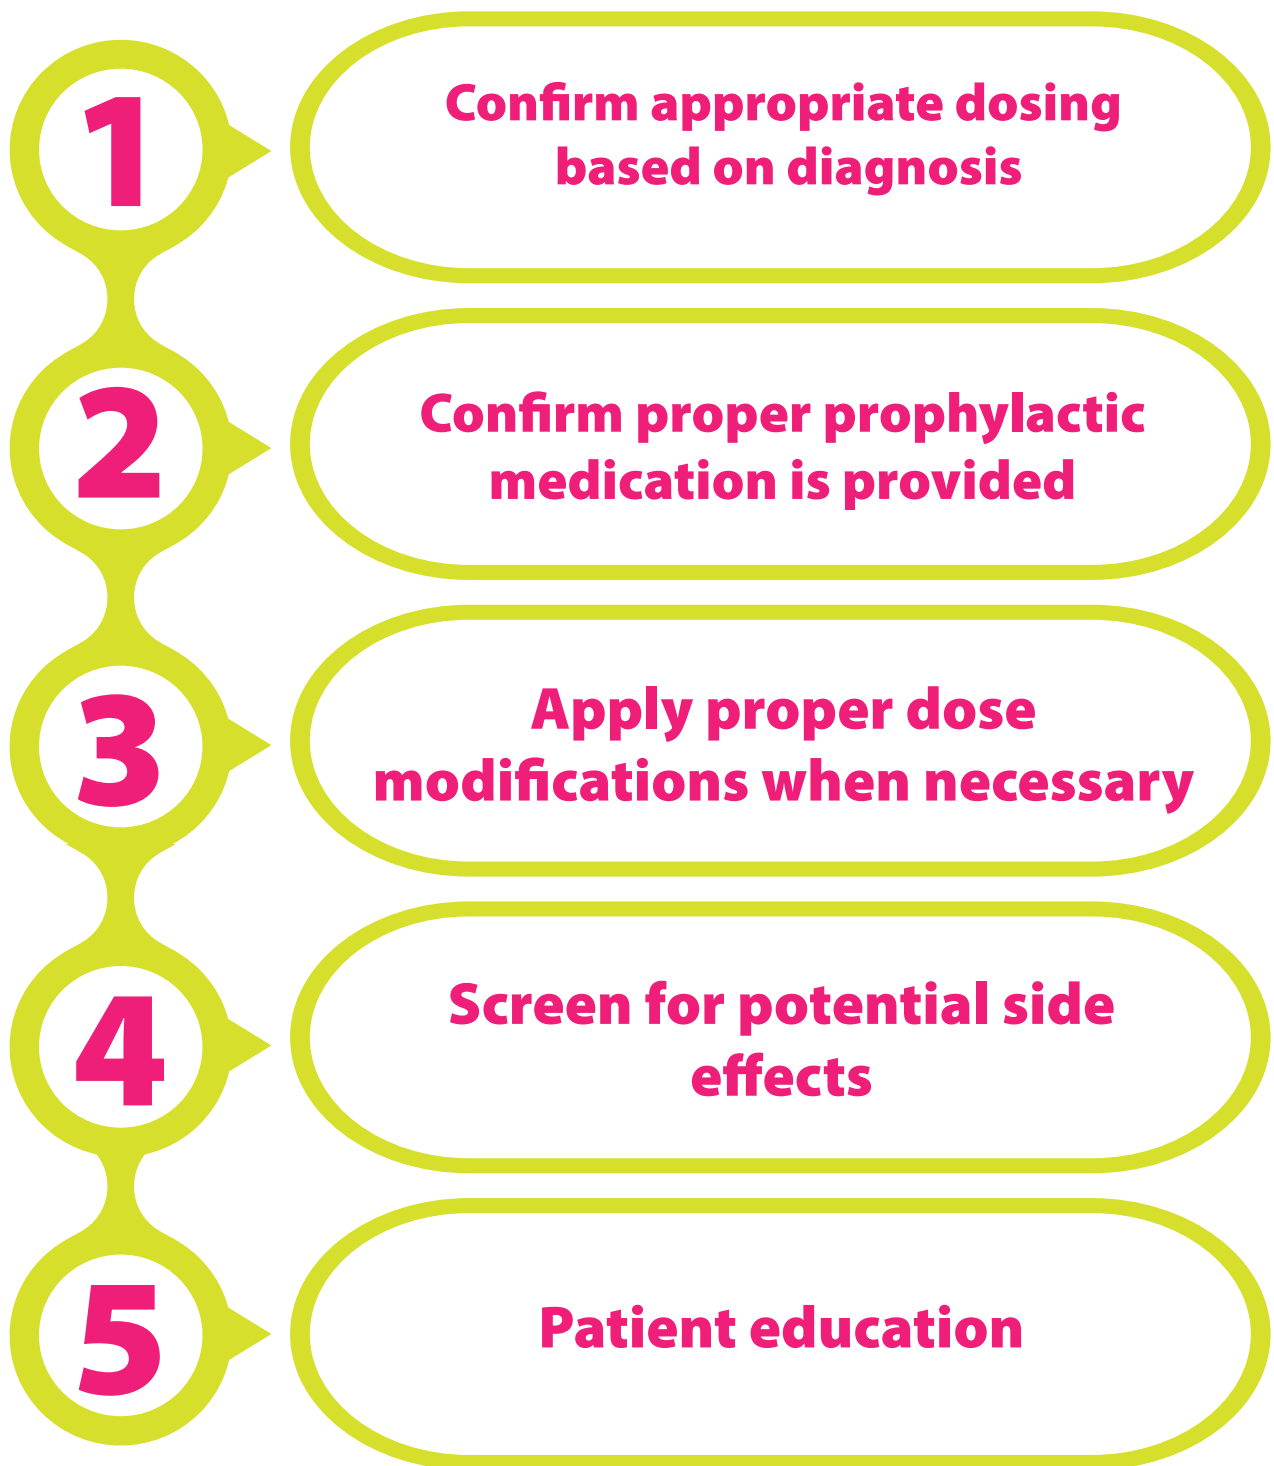 1
Confirm appropriate dosing
based on diagnosis
2
Confirm proper prophylactic
medication is provided
3
Apply proper dose
modifications when necessary
4
Screen for potential side
effects
5
Patient education